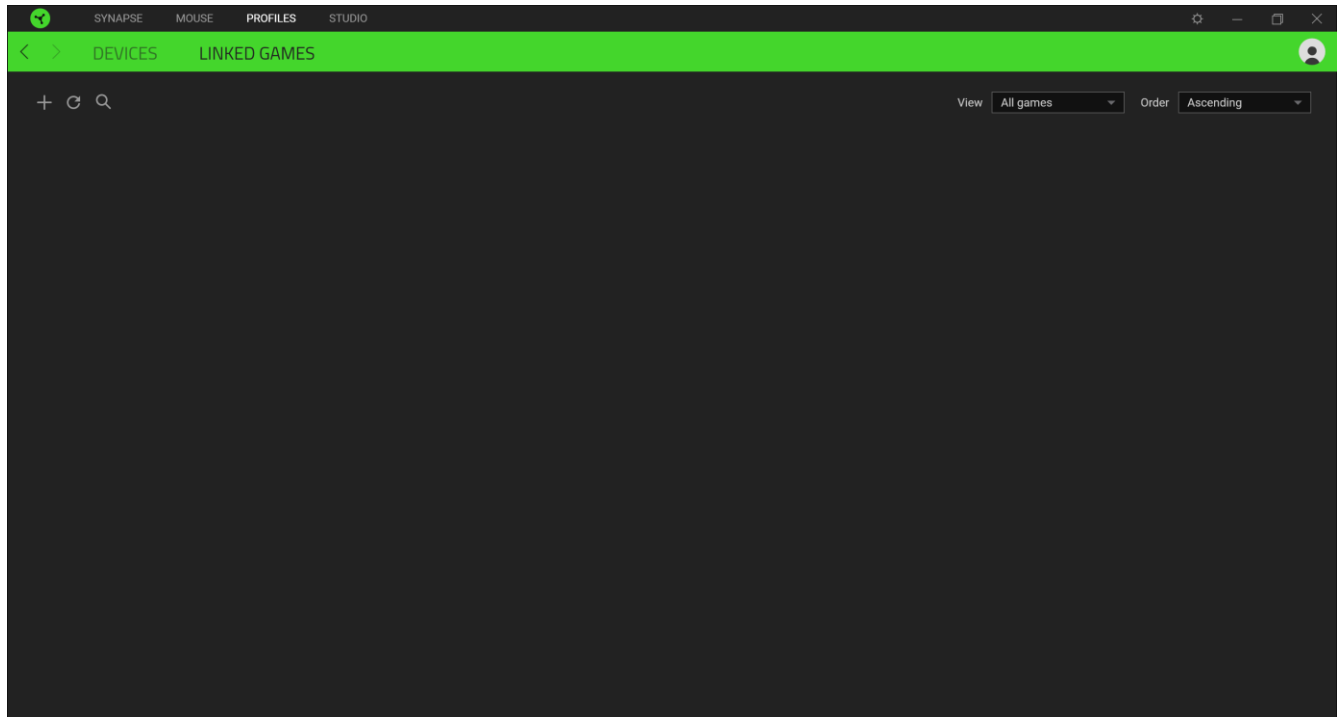 SYNAPSE MOUSE PROFILES STUDIO
DEVICES LINKED GAMES
View All games Order Ascending